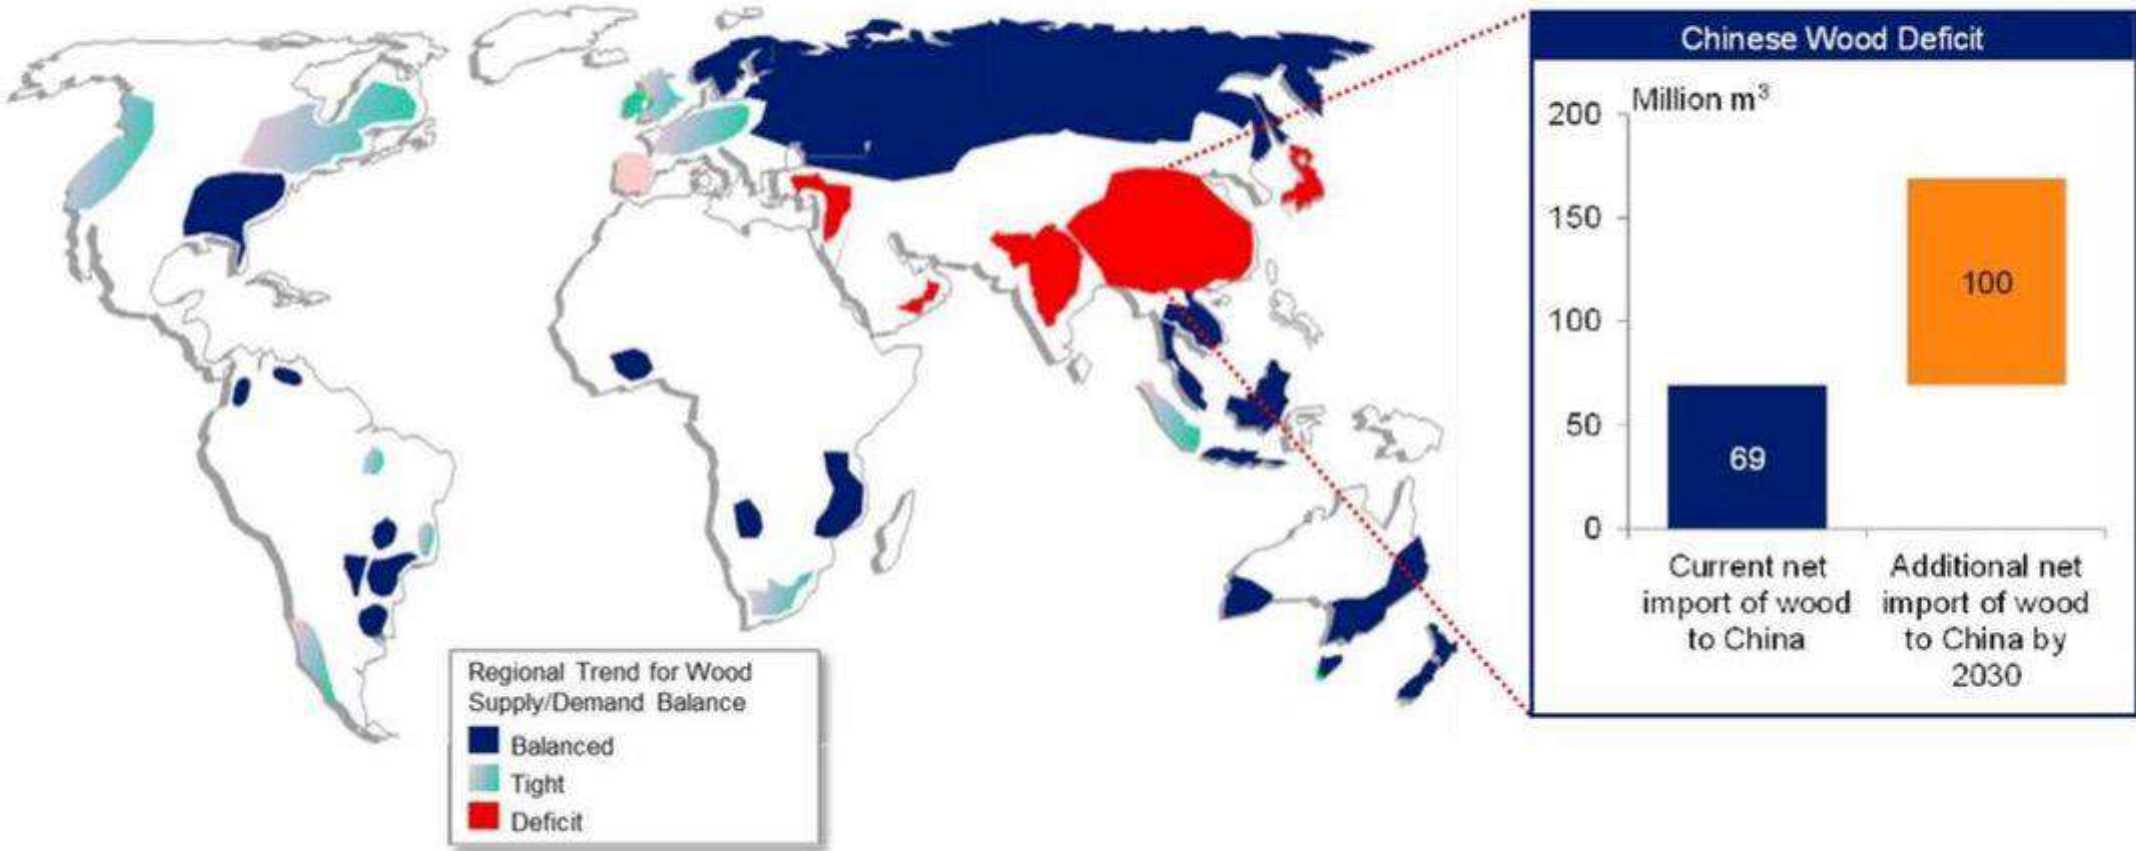 Regional Trend for Wood
Supply/Demand Balance
Balanced
Tight
Deficit
Chinese Wood Deficit
Million m³
200
150
100
50
0
69
100
Current net
import of wood
to China
Additional net
import of wood
to China by
2030